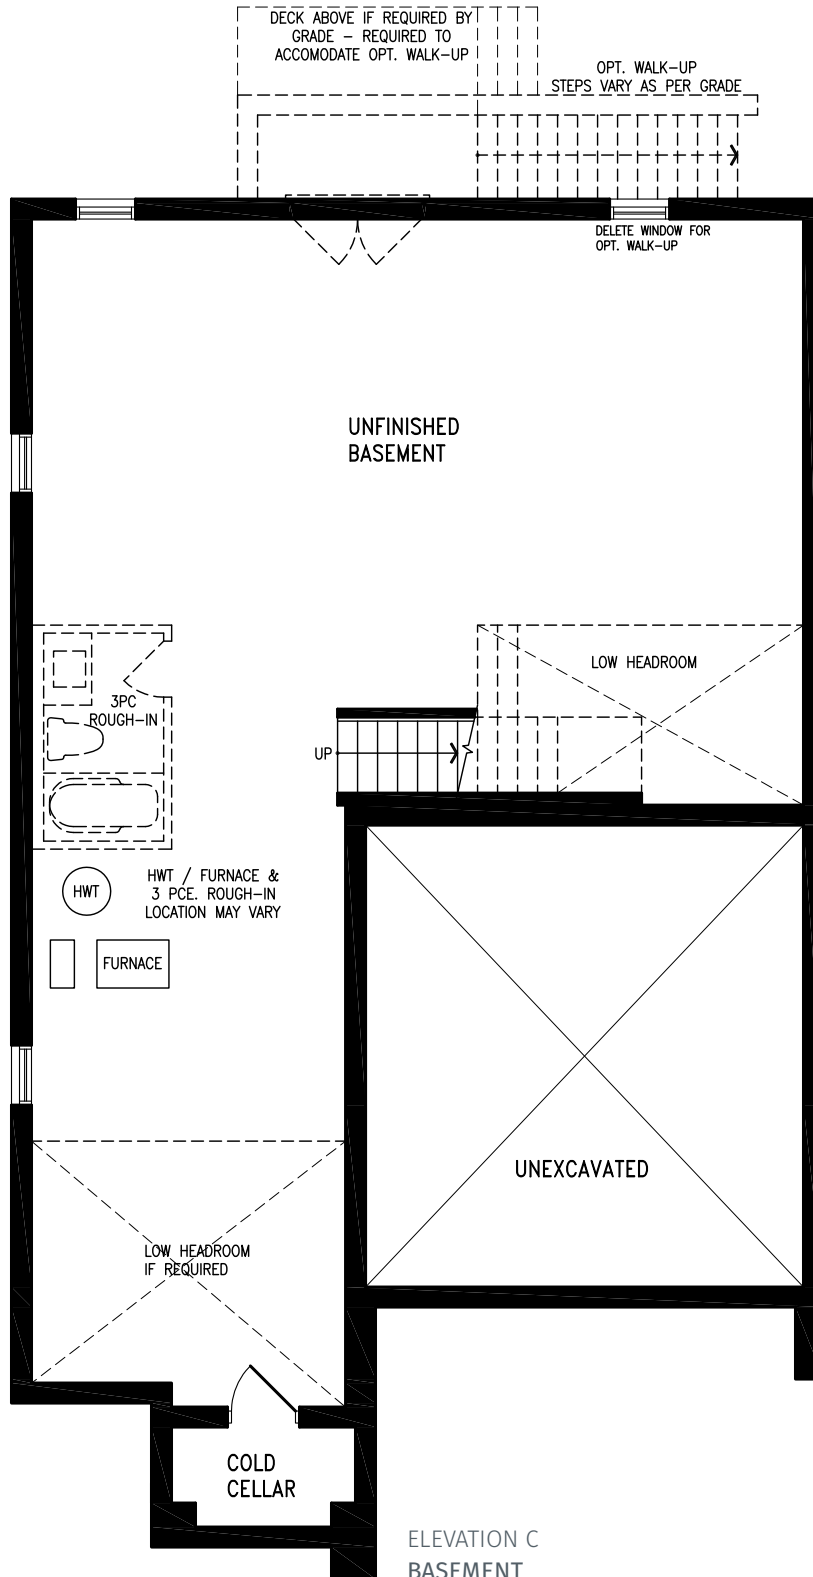 DECK ABOVE IF REQUIRED BY
GRADE – REQUIRED TO
ACCOMODATE OPT. WALK–UP
OPT. WALK–UP
STEPS VARY AS PER GRADE
DELETE WINDOW FOR
OPT. WALK–UP
UNFINISHED
BASEMENT
LOW HEADROOM
3PC
ROUGH–IN
UP
HWT
HWT / FURNACE &
3 PCE. ROUGH–IN
LOCATION MAY VARY
FURNACE
UNEXCAVATED
LOW HEADROOM
IF REQUIRED
COLD
CELLAR
ELEVATION C
BASEMENT